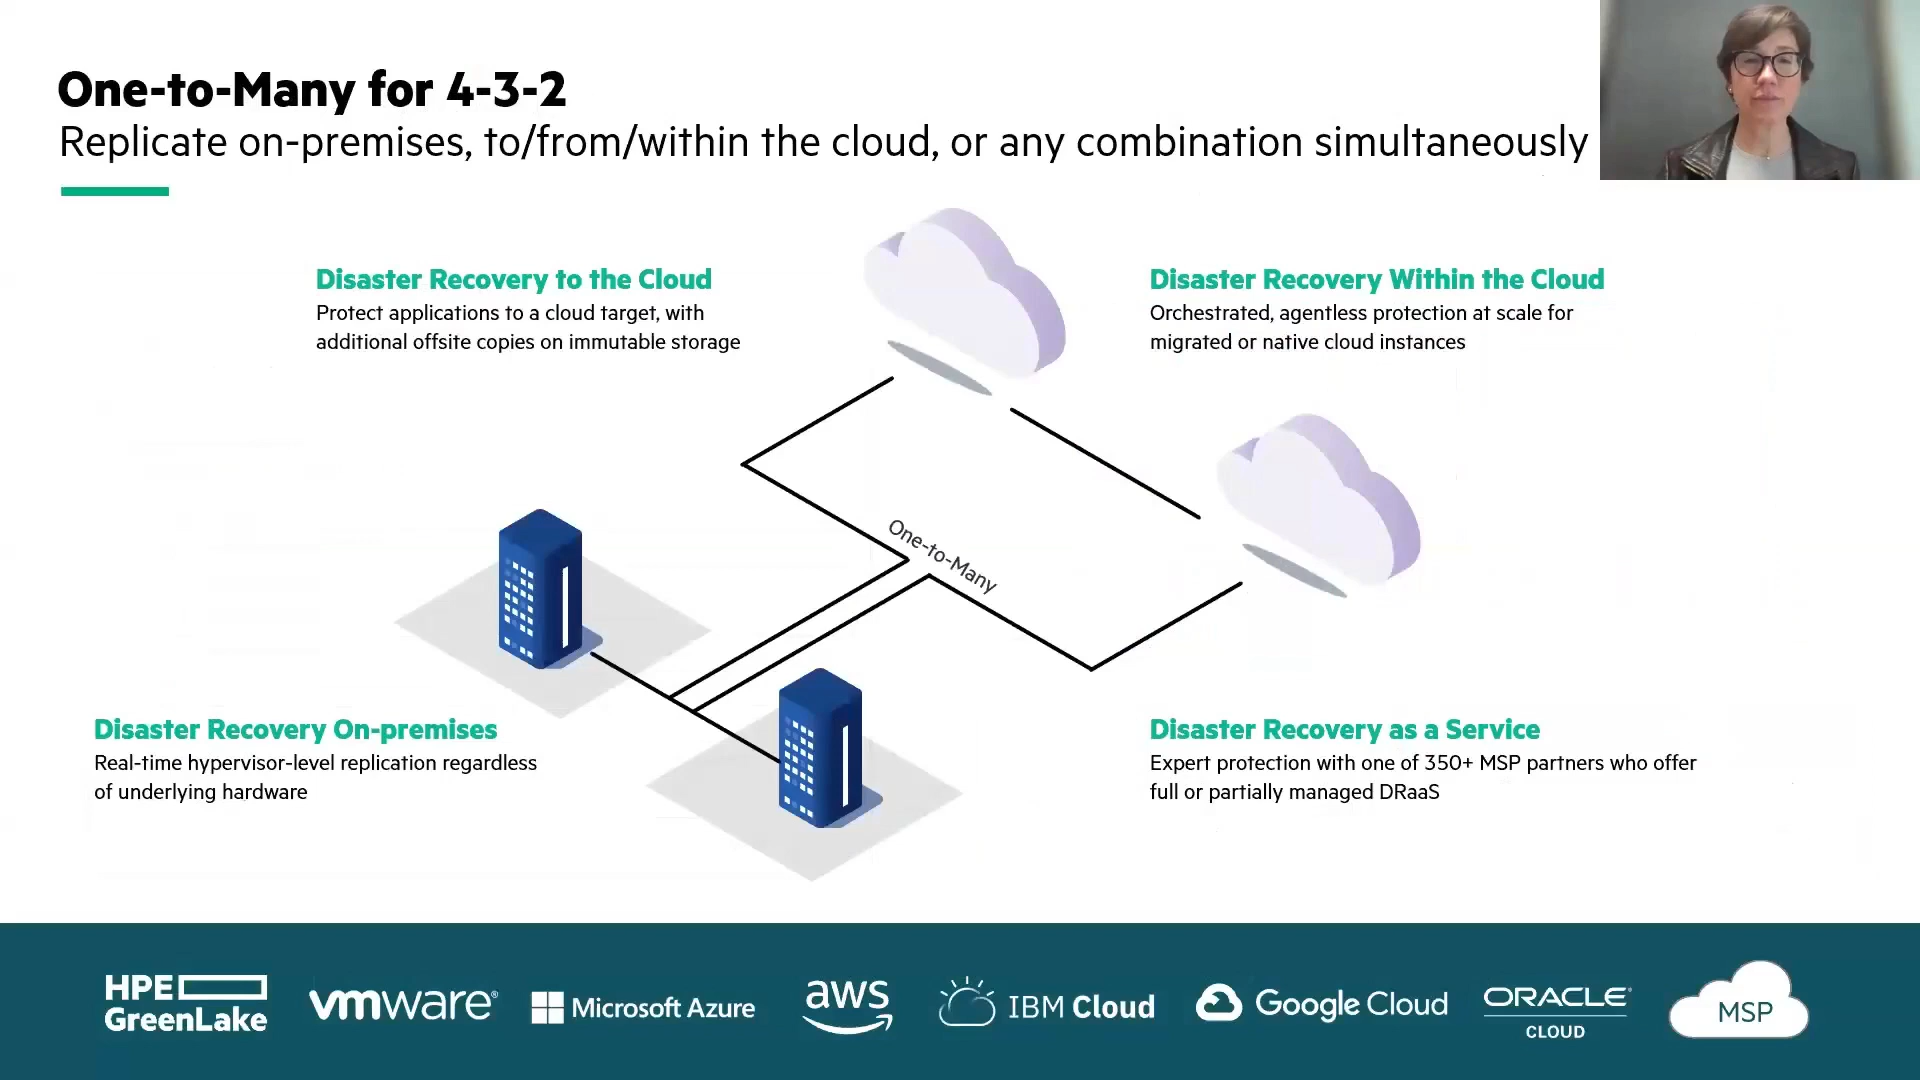 One-to-Many for 4-3-2
Replicate on-premises, to/from/within the cloud, or any combination simultaneously
Disaster Recovery to the Cloud
Protect applications to a cloud target, with
additional offsite copies on immutable storage
Disaster Recovery Within the Cloud
Orchestrated, agentless protection at scale for
migrated or native cloud instances
One-to-Many
Disaster Recovery On-premises
Real-time hypervisor-level replication regardless
of underlying hardware
Disaster Recovery as a Service
Expert protection with one of 350+ MSP partners who offer
full or partially managed DRaaS
HPE
GreenLake
vmware®
Microsoft Azure
aws
IBM Cloud
Google Cloud
ORACLE®
CLOUD
MSP